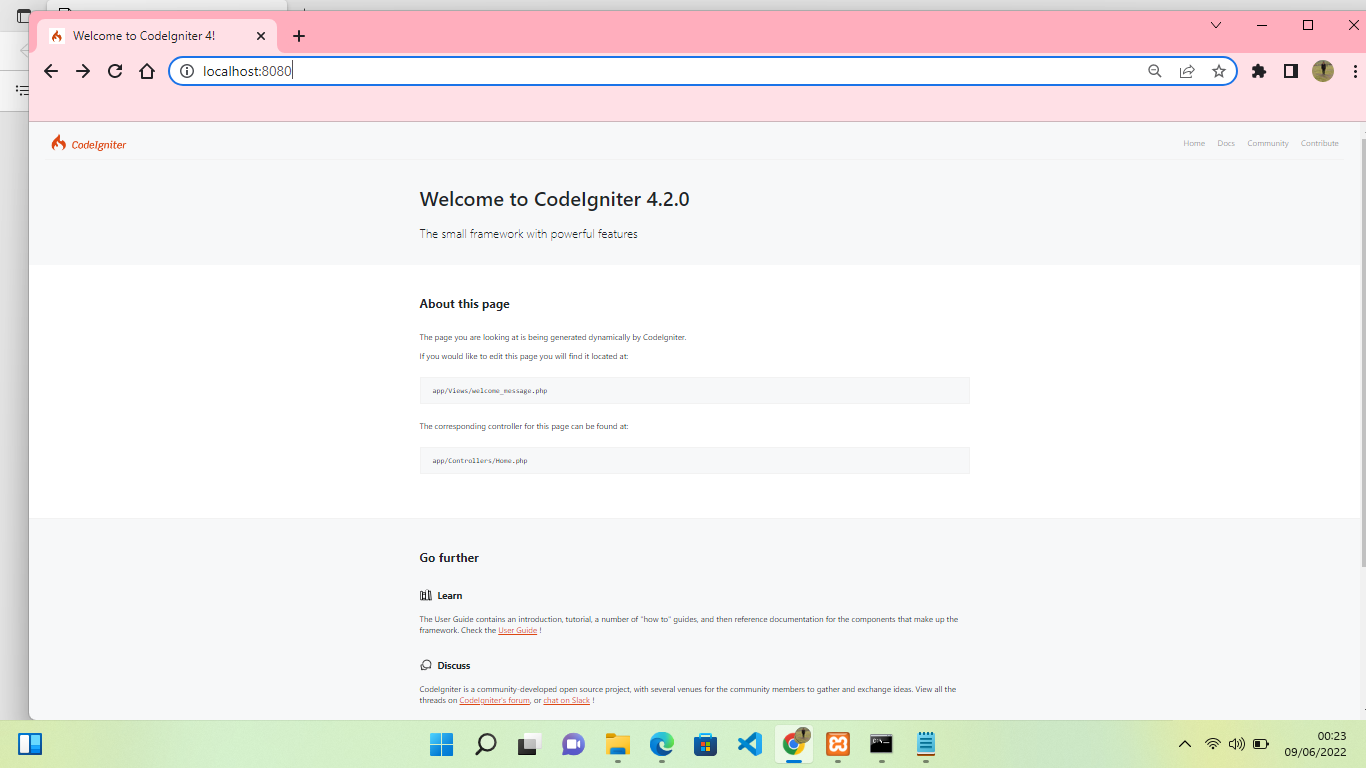 Welcome to CodeIgniter 4!
localhost:8080
CodeIgniter
Home Docs Community Contribute
Welcome to CodeIgniter 4.2.0
The small framework with powerful features
About this page
The page you are looking at is being generated dynamically by CodeIgniter.
If you would like to edit this page you will find it located at:
app/Views/welcome_message.php
The corresponding controller for this page can be found at:
app/Controllers/Home.php
Go further
Learn
The User Guide contains an introduction, tutorial, a number of "how to" guides, and then reference documentation for the components that make up the
framework. Check the User Guide !
Discuss
CodeIgniter is a community-developed open source project, with several venues for the community members to gather and exchange ideas. View all the
threads on CodeIgniter's forum, or chat on Slack !
00:23
09/06/2022